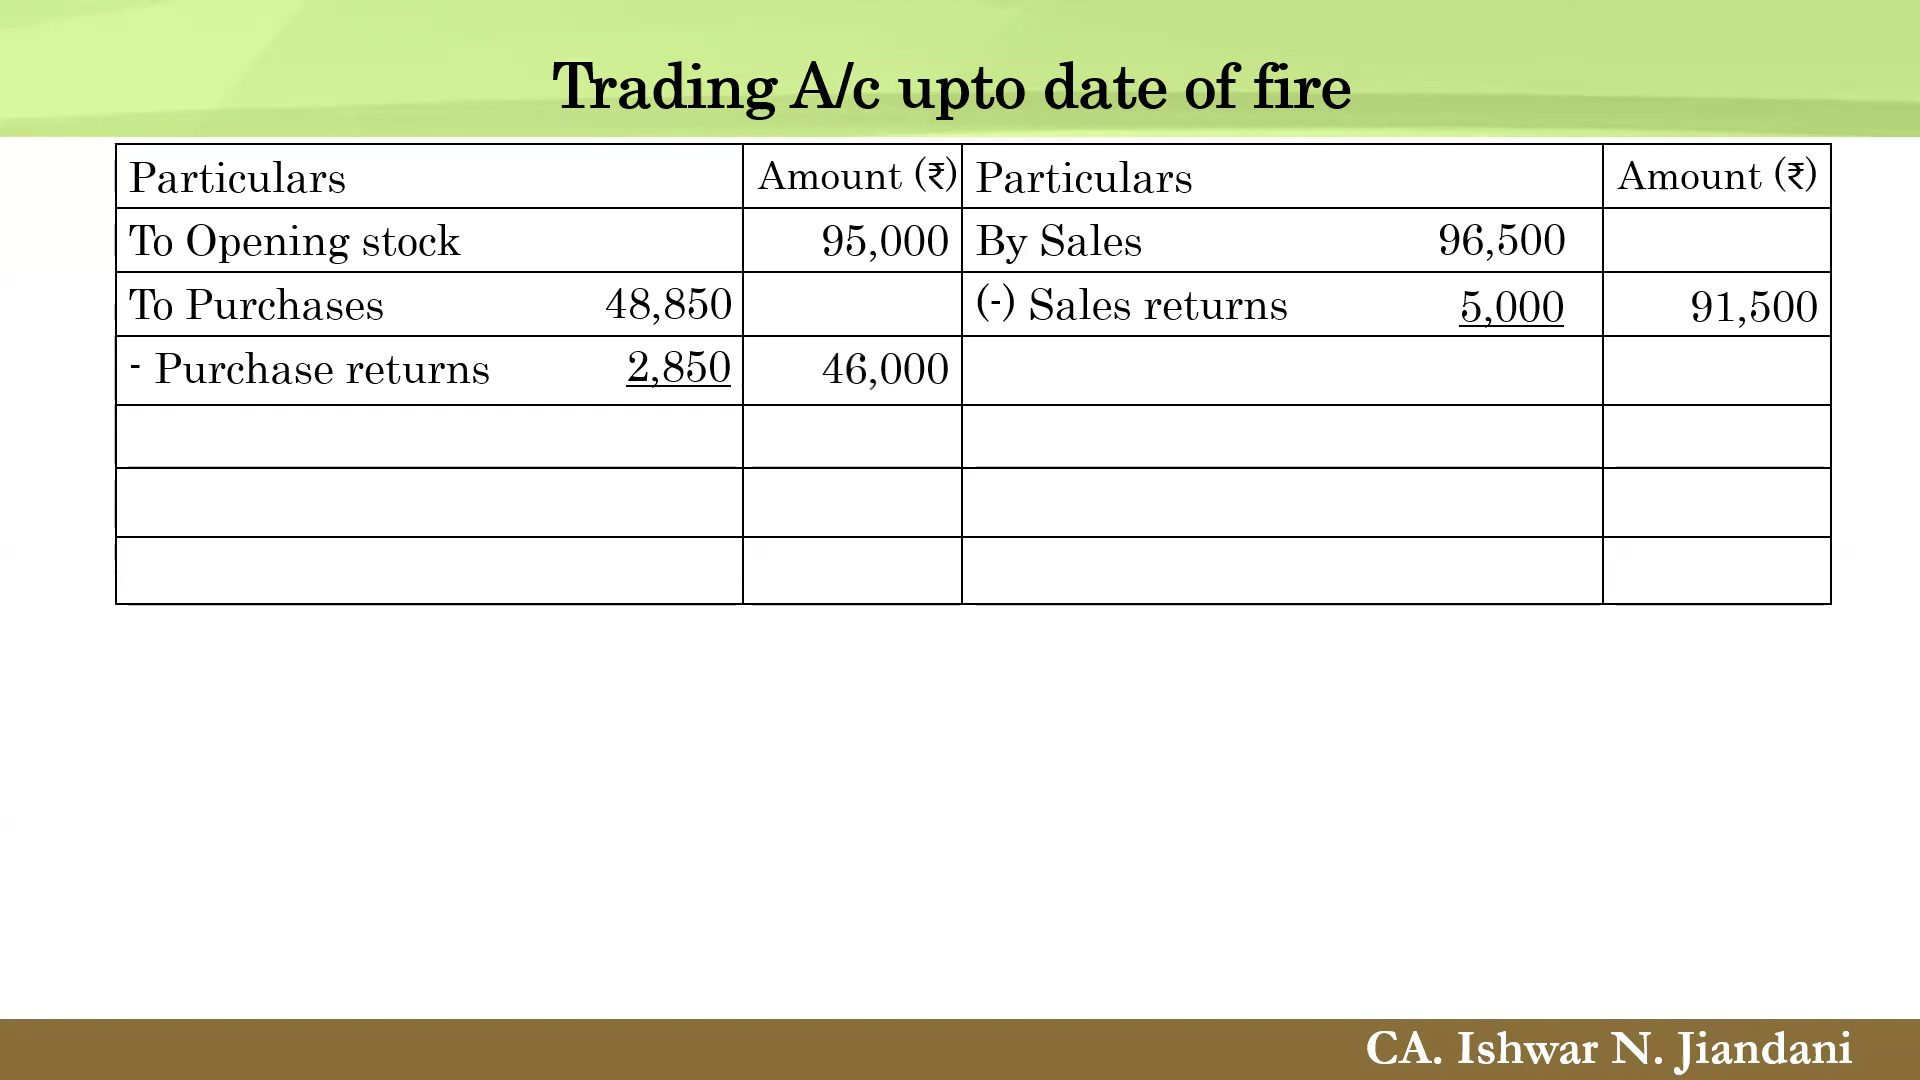 Trading A/c upto date of fire
Particulars Amount (₹) Particulars Amount (₹)
To Opening stock 95,000 By Sales 96,500
To Purchases 48,850 (-) Sales returns 5,000 91,500
- Purchase returns 2,850 46,000
CA. Ishwar N. Jiandani